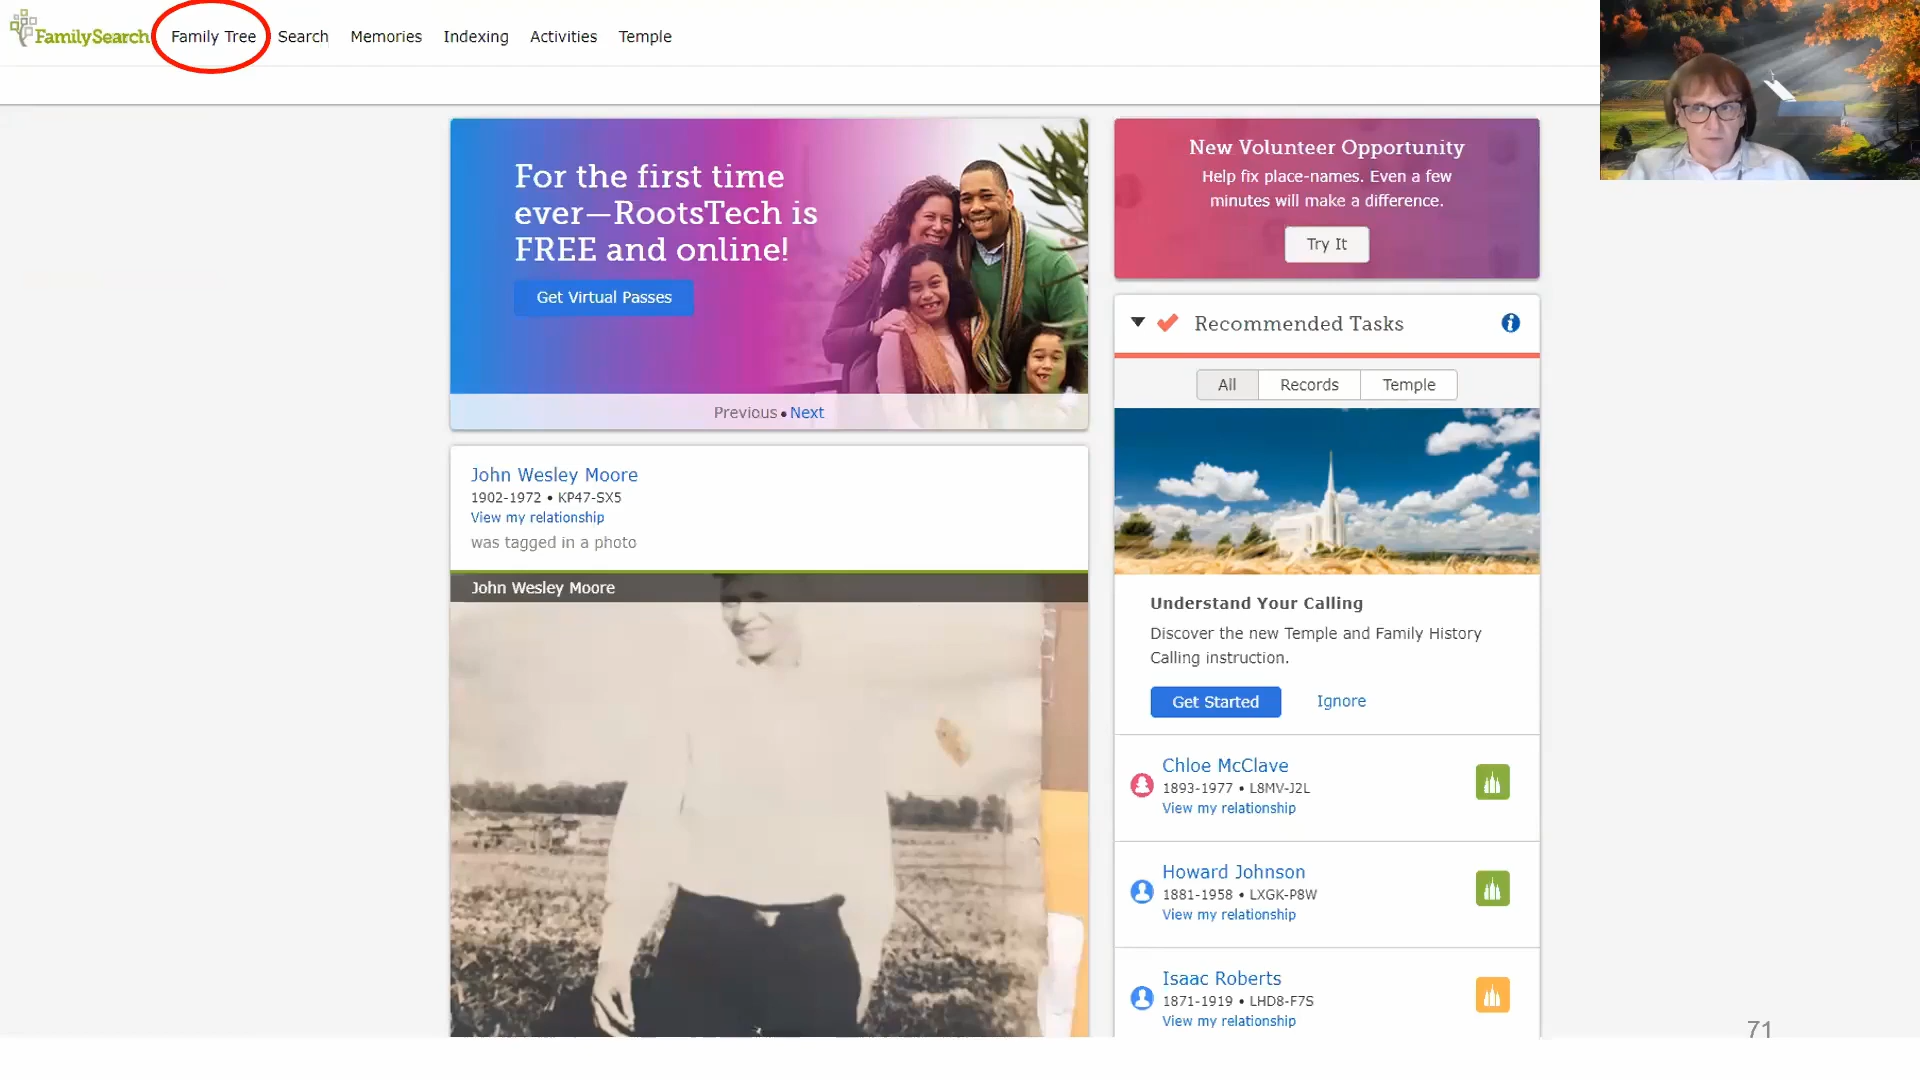 FamilySearch
Family Tree
Search
Memories
Indexing
Activities
Temple
For the first time
ever—RootsTech is
FREE and online!
Get Virtual Passes
Previous • Next
John Wesley Moore
1902-1972 • KP47-SX5
View my relationship
was tagged in a photo
John Wesley Moore
New Volunteer Opportunity
Help fix place-names. Even a few
minutes will make a difference.
Try It
Recommended Tasks
All
Records
Temple
Understand Your Calling
Discover the new Temple and Family History
Calling instruction.
Get Started
Ignore
Chloe McClave
1893-1977 • L8MV-J2L
View my relationship
Howard Johnson
1881-1958 • LXGK-P8W
View my relationship
Isaac Roberts
1871-1919 • LHD8-F7S
View my relationship
71